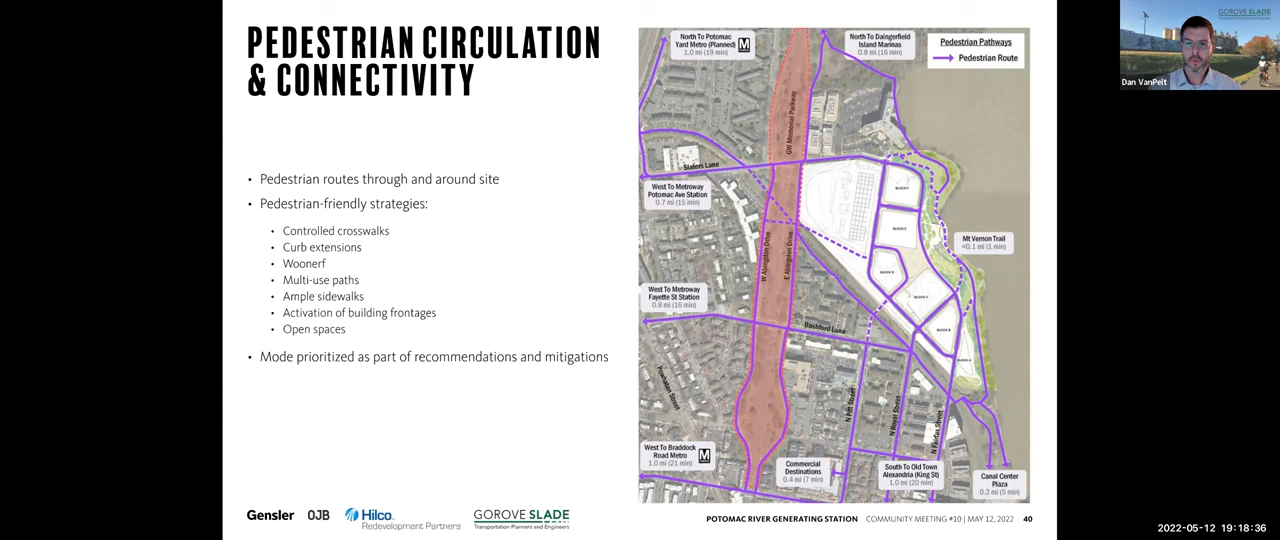 PEDESTRIAN CIRCULATION
& CONNECTIVITY
• Pedestrian routes through and around site
• Pedestrian-friendly strategies:
• Controlled crosswalks
• Curb extensions
• Woonerf
• Multi-use paths
• Ample sidewalks
• Activation of building frontages
• Open spaces
• Mode prioritized as part of recommendations and mitigations
North To Potomac
Yard Metro (Planned)
1.0 mi (19 min)
M
North To Daingerfield
Island Marinas
0.8 mi (16 min)
Pedestrian Pathways
Pedestrian Route
GW Memorial Parkway
Slaters Lane
West To Metroway
Potomac Ave Station
0.7 mi (15 min)
BLOCK F
BLOCK E
Mt Vernon Trail
<0.1 mi (1 min)
W Abingdon Drive
E Abingdon Drive
BLOCK D
BLOCK C
West To Metroway
Fayette St Station
0.8 mi (16 min)
Bashford Lane
BLOCK B
BLOCK A
Powhatan Street
N Pitt Street
N Royal Street
N Fairfax Street
West To Braddock
Road Metro
1.0 mi (21 min)
M
Commercial
Destinations
0.4 mi (7 min)
South To Old Town
Alexandria (King St)
1.0 mi (20 min)
Canal Center
Plaza
0.2 mi (5 min)
Gensler
OJB
Hilco
Redevelopment Partners
GOROVE SLADE
Transportation Planners and Engineers
POTOMAC RIVER GENERATING STATION COMMUNITY MEETING #10 | MAY 12, 2022 40
GOROVE SLADE
Dan VanPelt
2022-05-12 19:18:36